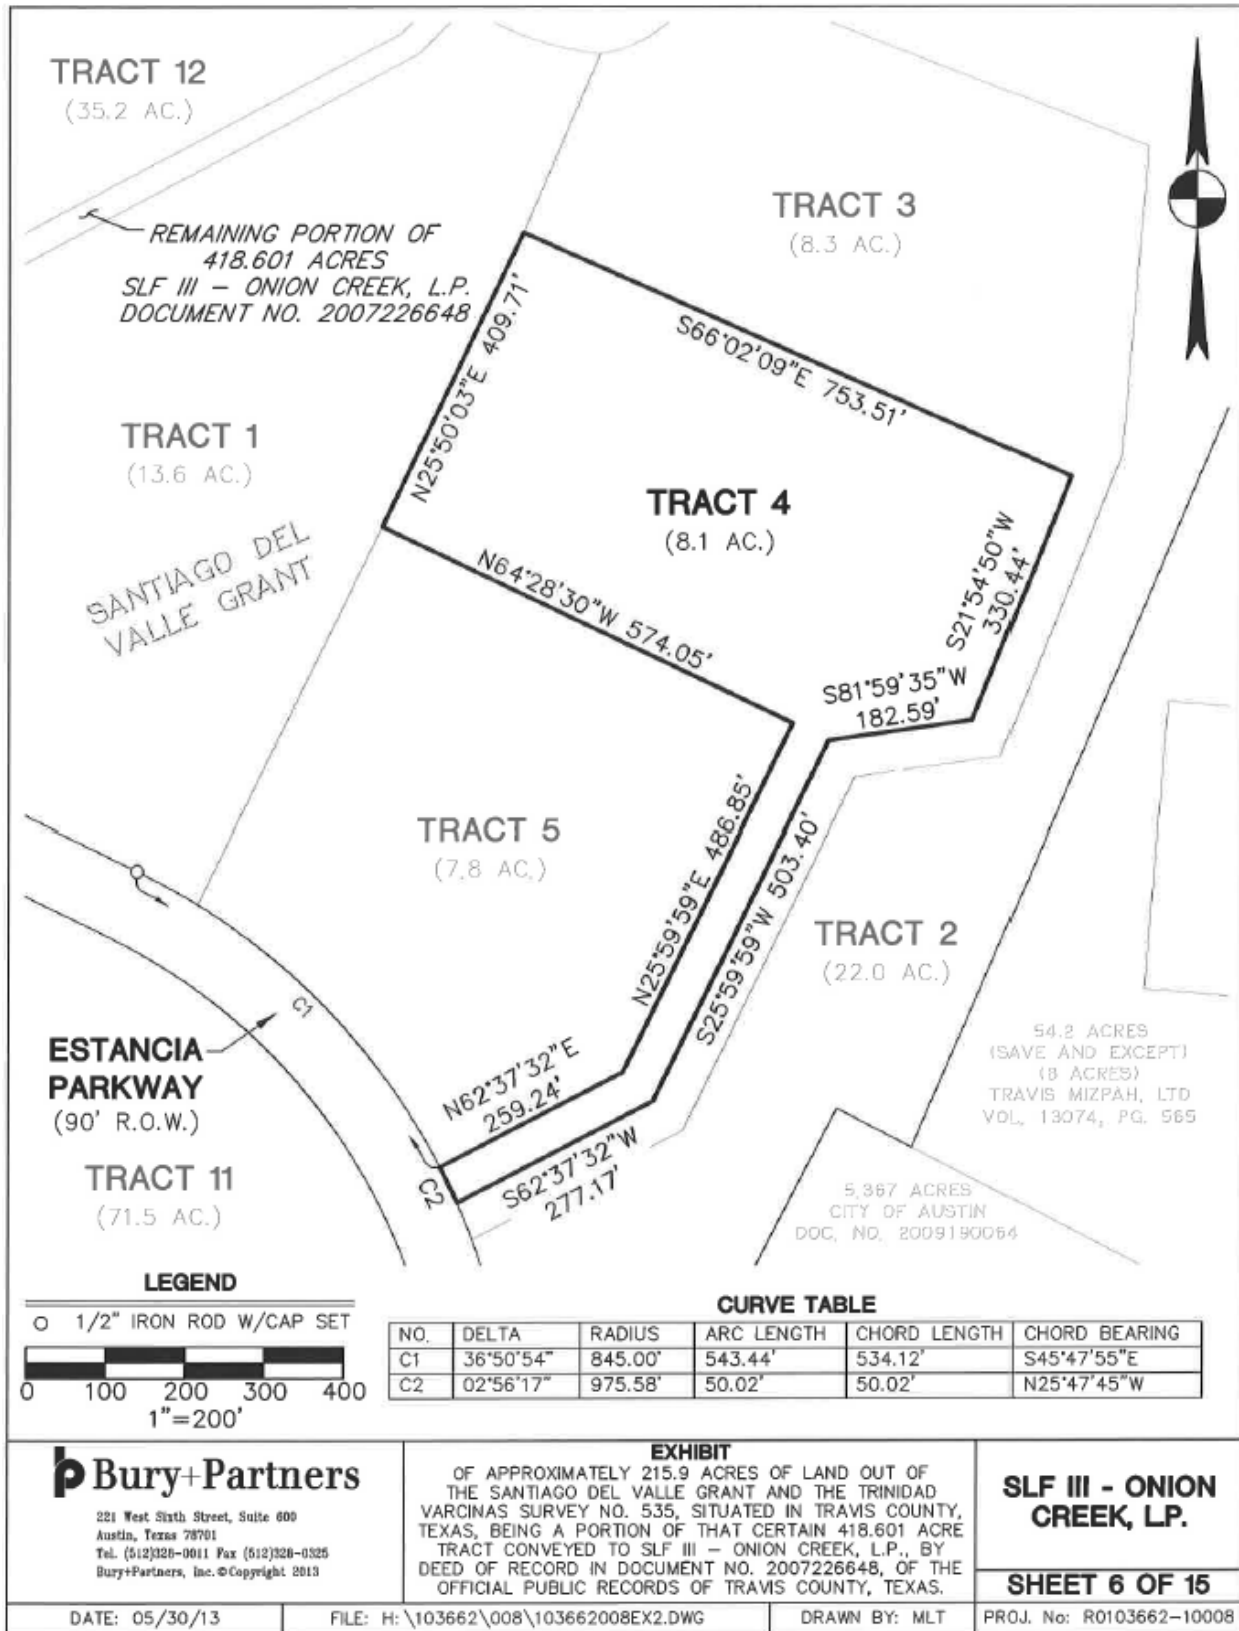 TRACT 12
(35.2 AC.)
REMAINING PORTION OF
418.601 ACRES
SLF III – ONION CREEK, L.P.
DOCUMENT NO. 2007226648
TRACT 3
(8.3 AC.)
N25°50'03"E 409.71'
S66°02'09"E 753.51'
TRACT 1
(13.6 AC.)
TRACT 4
(8.1 AC.)
SANTIAGO DEL
VALLE GRANT
N64°28'30"W 574.05'
S21°54'50"W
330.44'
S81°59'35"W
182.59'
TRACT 5
(7.8 AC.)
N25°59'59"E 486.85'
S25°59'59"W 503.40'
TRACT 2
(22.0 AC.)
C1
ESTANCIA
PARKWAY
(90' R.O.W.)
54.2 ACRES
(SAVE AND EXCEPT)
(8 ACRES)
TRAVIS MIZPAH, LTD
VOL. 13074, PG. 565
N62°37'32"E
259.24'
S62°37'32"W
277.17'
C2
TRACT 11
(71.5 AC.)
5.367 ACRES
CITY OF AUSTIN
DOC. NO. 2009190064
LEGEND
O 1/2" IRON ROD W/CAP SET
0 100 200 300 400
1"=200'
CURVE TABLE
NO. DELTA RADIUS ARC LENGTH CHORD LENGTH CHORD BEARING
C1 36°50'54" 845.00' 543.44' 534.12' S45°47'55"E
C2 02°56'17" 975.58' 50.02' 50.02' N25°47'45"W
Bury+Partners
221 West Sixth Street, Suite 600
Austin, Texas 78701
Tel. (512)328-0011 Fax (512)328-0325
Bury+Partners, Inc. ©Copyright 2013
EXHIBIT
OF APPROXIMATELY 215.9 ACRES OF LAND OUT OF
THE SANTIAGO DEL VALLE GRANT AND THE TRINIDAD
VARCINAS SURVEY NO. 535, SITUATED IN TRAVIS COUNTY,
TEXAS, BEING A PORTION OF THAT CERTAIN 418.601 ACRE
TRACT CONVEYED TO SLF III – ONION CREEK, L.P., BY
DEED OF RECORD IN DOCUMENT NO. 2007226648, OF THE
OFFICIAL PUBLIC RECORDS OF TRAVIS COUNTY, TEXAS.
SLF III - ONION
CREEK, LP.
SHEET 6 OF 15
DATE: 05/30/13 FILE: H:\103662\008\103662008EX2.DWG DRAWN BY: MLT PROJ. No: R0103662-10008